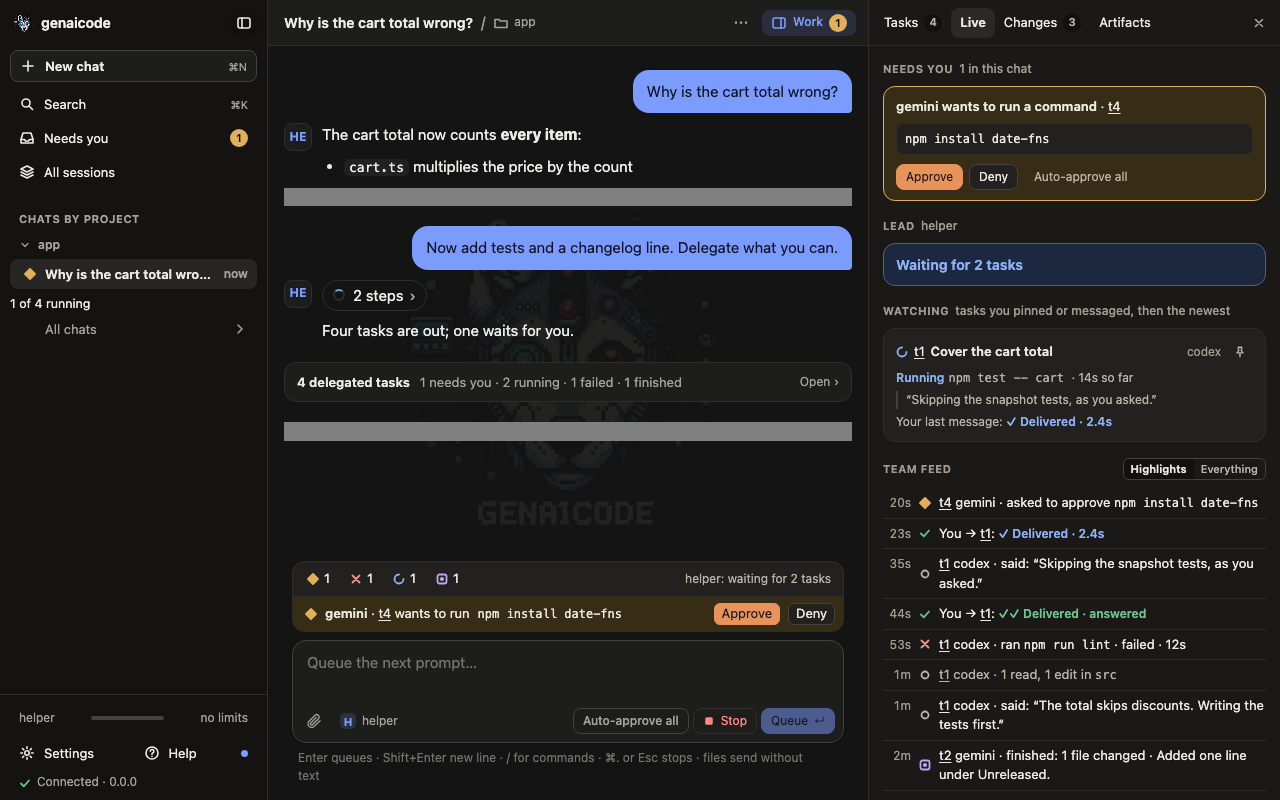 genaicode
New chat ⌘N
Search ⌘K
Needs you 1
All sessions
CHATS BY PROJECT
app
Why is the cart total wro... now
1 of 4 running
All chats
helper no limits
Settings Help
Connected · 0.0.0
Why is the cart total wrong? / app
Work 1
Why is the cart total wrong?
HE
The cart total now counts every item:
• cart.ts multiplies the price by the count
Now add tests and a changelog line. Delegate what you can.
HE
2 steps ›
Four tasks are out; one waits for you.
4 delegated tasks 1 needs you · 2 running · 1 failed · 1 finished Open ›
GENAICODE
1 1 1 1 helper: waiting for 2 tasks
gemini · t4 wants to run npm install date-fns Approve Deny
Queue the next prompt...
H helper Auto-approve all Stop Queue ↵
Enter queues · Shift+Enter new line · / for commands · ⌘. or Esc stops · files send without
text
Tasks 4 Live Changes 3 Artifacts
NEEDS YOU 1 in this chat
gemini wants to run a command · t4
npm install date-fns
Approve Deny Auto-approve all
LEAD helper
Waiting for 2 tasks
WATCHING tasks you pinned or messaged, then the newest
t1 Cover the cart total codex
Running npm test -- cart · 14s so far
“Skipping the snapshot tests, as you asked.”
Your last message: ✓ Delivered · 2.4s
TEAM FEED Highlights Everything
20s t4 gemini · asked to approve npm install date-fns
23s You → t1: ✓ Delivered · 2.4s
35s t1 codex · said: “Skipping the snapshot tests, as you
asked.”
44s You → t1: ✓✓ Delivered · answered
53s t1 codex · ran npm run lint · failed · 12s
1m t1 codex · 1 read, 1 edit in src
1m t1 codex · said: “The total skips discounts. Writing the
tests first.”
2m t2 gemini · finished: 1 file changed · Added one line
under Unreleased.